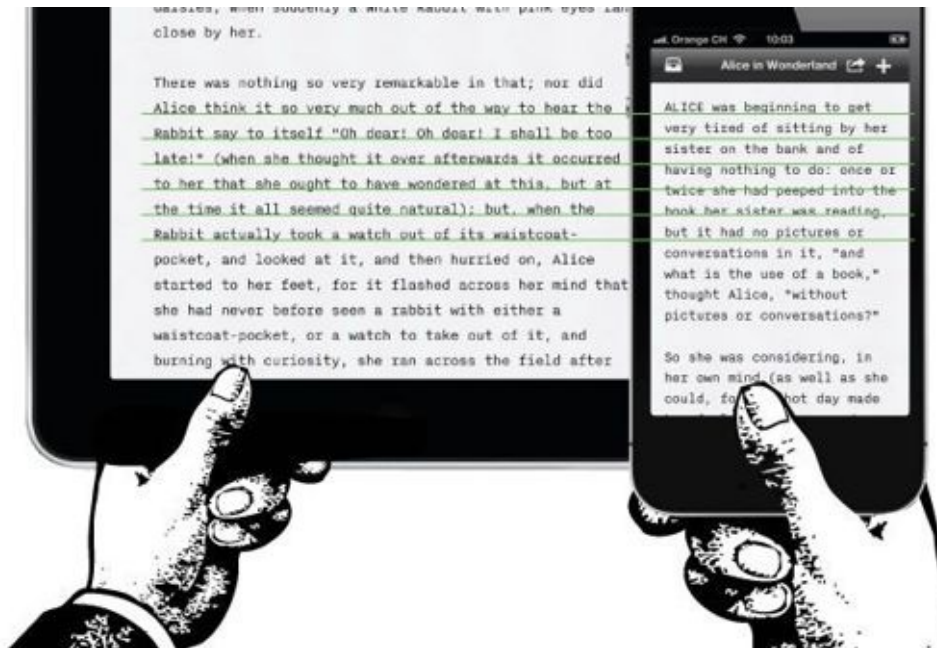 daisies, when suddenly a White Rabbit with pink eyes ran
close by her.
There was nothing so very remarkable in that; nor did
Alice think it so very much out of the way to hear the
Rabbit say to itself "Oh dear! Oh dear! I shall be too
late!" (when she thought it over afterwards it occurred
to her that she ought to have wondered at this, but at
the time it all seemed quite natural); but, when the
Rabbit actually took a watch out of its waistcoat-
pocket, and looked at it, and then hurried on, Alice
started to her feet, for it flashed across her mind that
she had never before seen a rabbit with either a
waistcoat-pocket, or a watch to take out of it, and
burning with curiosity, she ran across the field after
Orange CH 10:03
Alice in Wonderland
ALICE was beginning to get
very tired of sitting by her
sister on the bank and of
having nothing to do: once or
twice she had peeped into the
book her sister was reading,
but it had no pictures or
conversations in it, "and
what is the use of a book,"
thought Alice, "without
pictures or conversations?"
So she was considering, in
her own mind (as well as she
could, hot day made